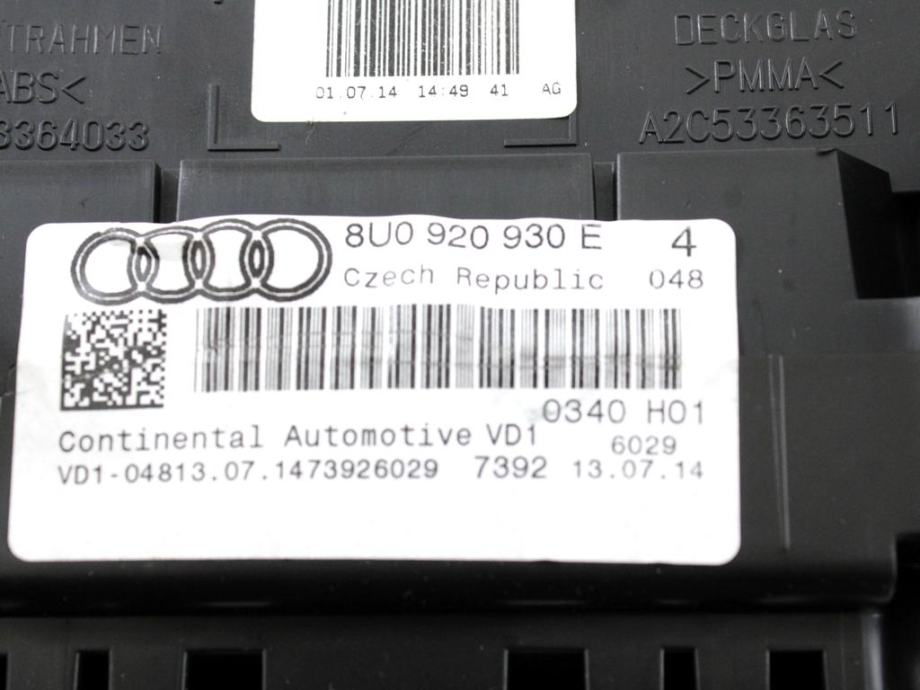 TRAHMEN
ABS<
3364033
01.07.14 14:49 41 AG
DECKGLAS
>PMMA<
A2C53363511
8U0 920 930 E 4
Czech Republic 048
0340 H01
Continental Automotive VD1 6029
VD1-04813.07.1473926029 7392 13.07.14